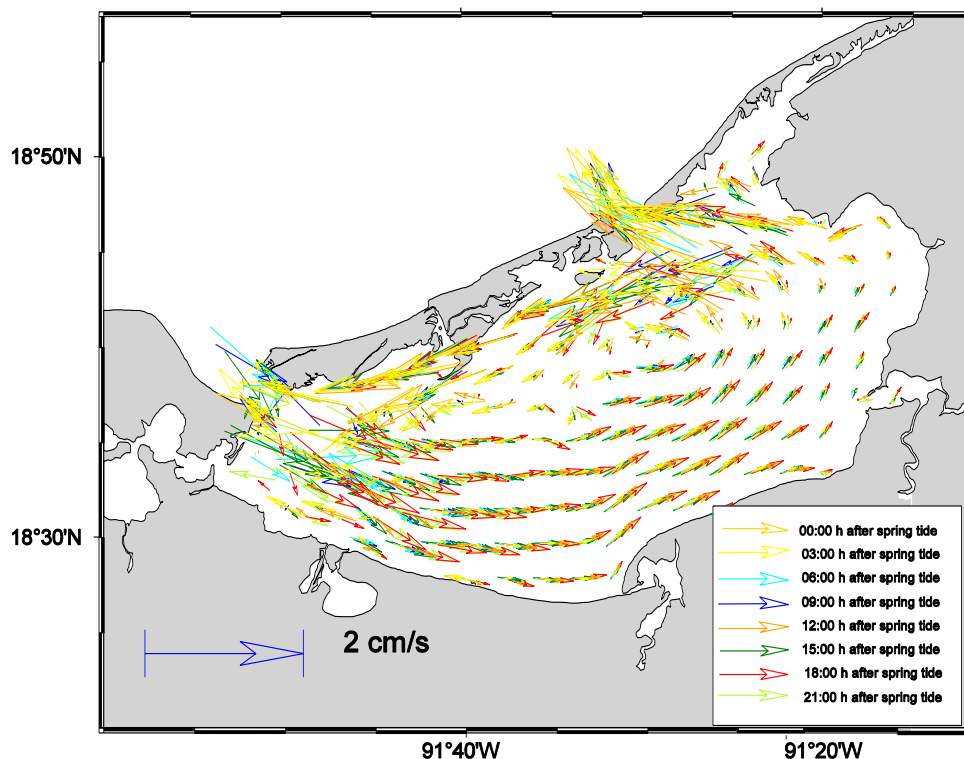 18°50'N
18°30'N
00:00 h after spring tide
03:00 h after spring tide
06:00 h after spring tide
09:00 h after spring tide
12:00 h after spring tide
15:00 h after spring tide
18:00 h after spring tide
21:00 h after spring tide
2 cm/s
91°40'W
91°20'W